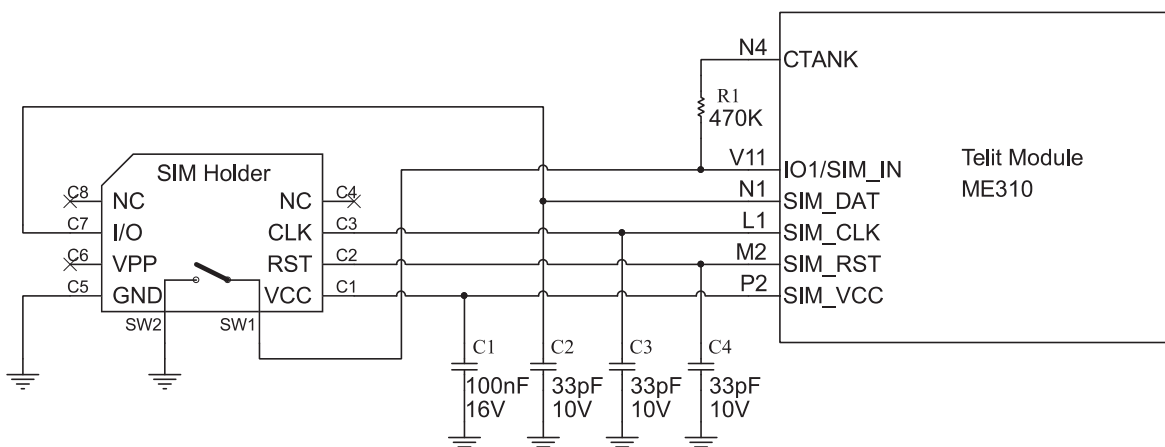 N4
CTANK
R1
470K
V11
IO1/SIM_IN
Telit Module
ME310
SIM Holder
C8
NC
NC
C4
N1
SIM_DAT
C7
I/O
CLK
C3
L1
SIM_CLK
C6
VPP
RST
C2
M2
SIM_RST
C5
GND
VCC
C1
P2
SIM_VCC
SW2
SW1
C1
100nF
16V
C2
33pF
10V
C3
33pF
10V
C4
33pF
10V